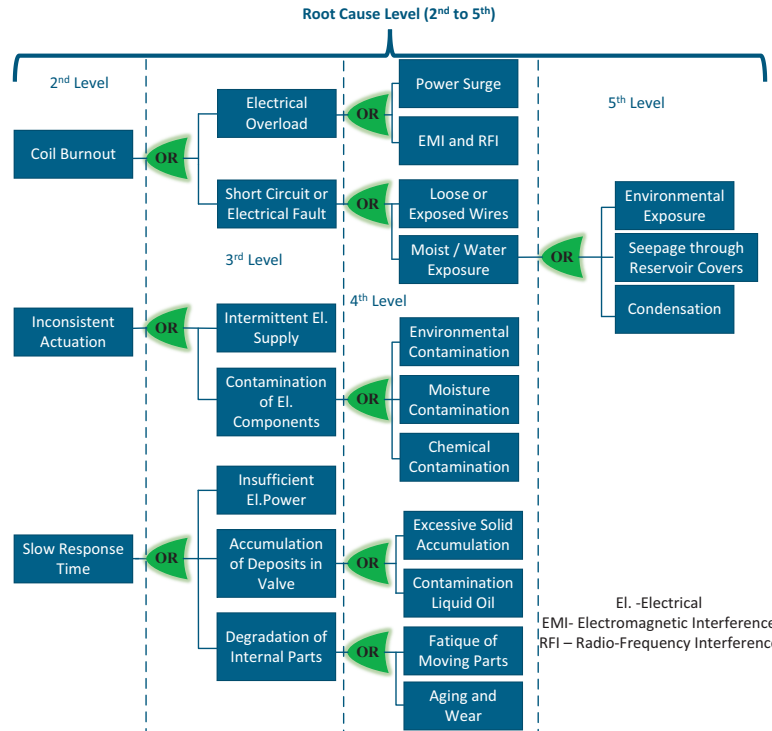 Root Cause Level (2nd to 5th)
2nd Level
Coil Burnout
OR
Electrical
Overload
OR
Power Surge
EMI and RFI
Short Circuit or
Electrical Fault
OR
Loose or
Exposed Wires
Moist / Water
Exposure
OR
5th Level
Environmental
Exposure
Seepage through
Reservoir Covers
Condensation
3rd Level
4th Level
Inconsistent
Actuation
OR
Intermittent El.
Supply
Contamination
of El.
Components
OR
Environmental
Contamination
Moisture
Contamination
Chemical
Contamination
Slow Response
Time
OR
Insufficient
El.Power
Accumulation
of Deposits in
Valve
OR
Excessive Solid
Accumulation
Contamination
Liquid Oil
Degradation of
Internal Parts
OR
Fatique of
Moving Parts
Aging and
Wear
El. -Electrical
EMI- Electromagnetic Interference
RFI – Radio-Frequency Interference